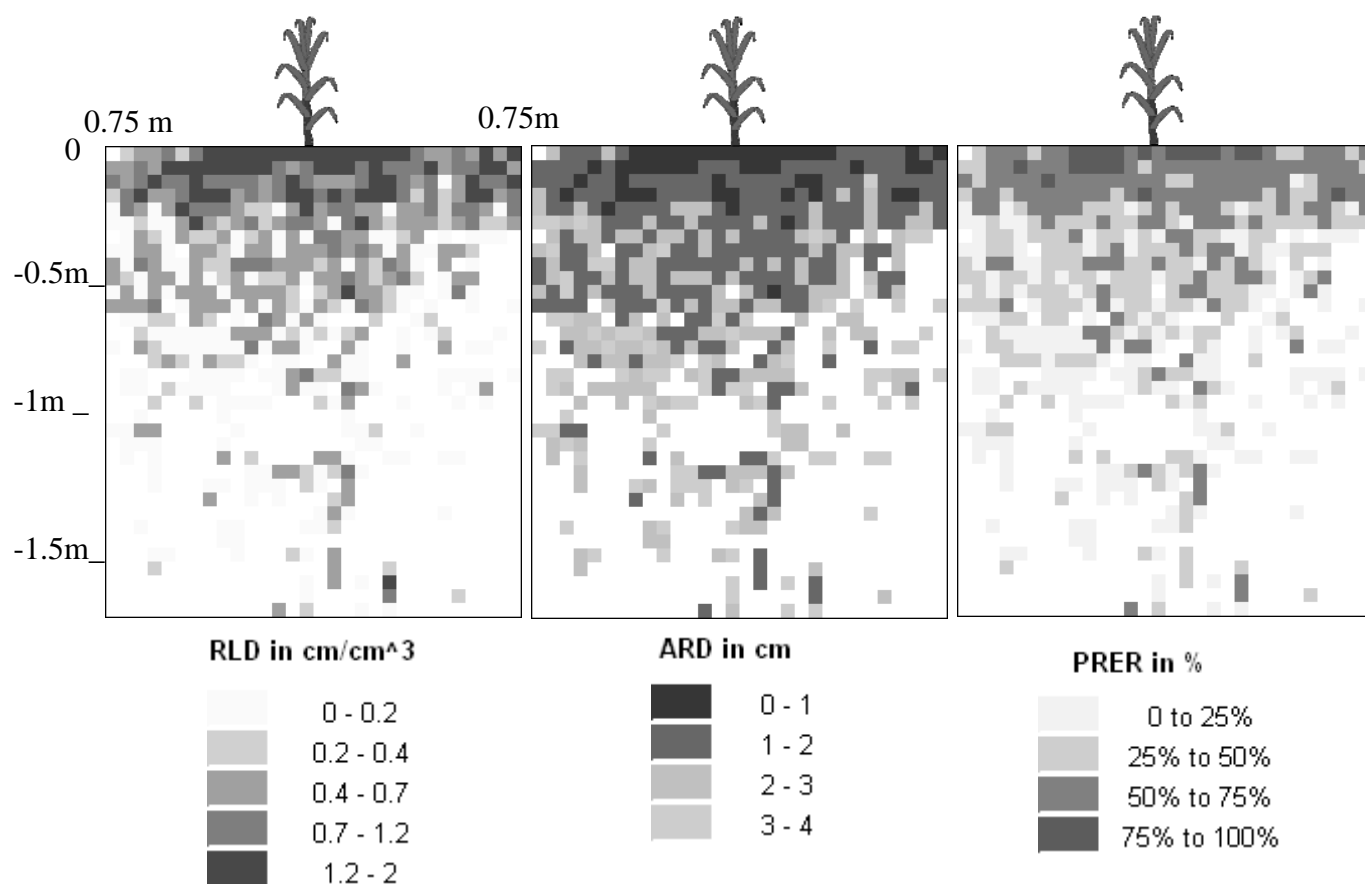 0.75 m
0.75m
0
-0.5m_
-1m _
-1.5m_
RLD in cm/cm^3
0 - 0.2
0.2 - 0.4
0.4 - 0.7
0.7 - 1.2
1.2 - 2
ARD in cm
0 - 1
1 - 2
2 - 3
3 - 4
PRER in %
0 to 25%
25% to 50%
50% to 75%
75% to 100%